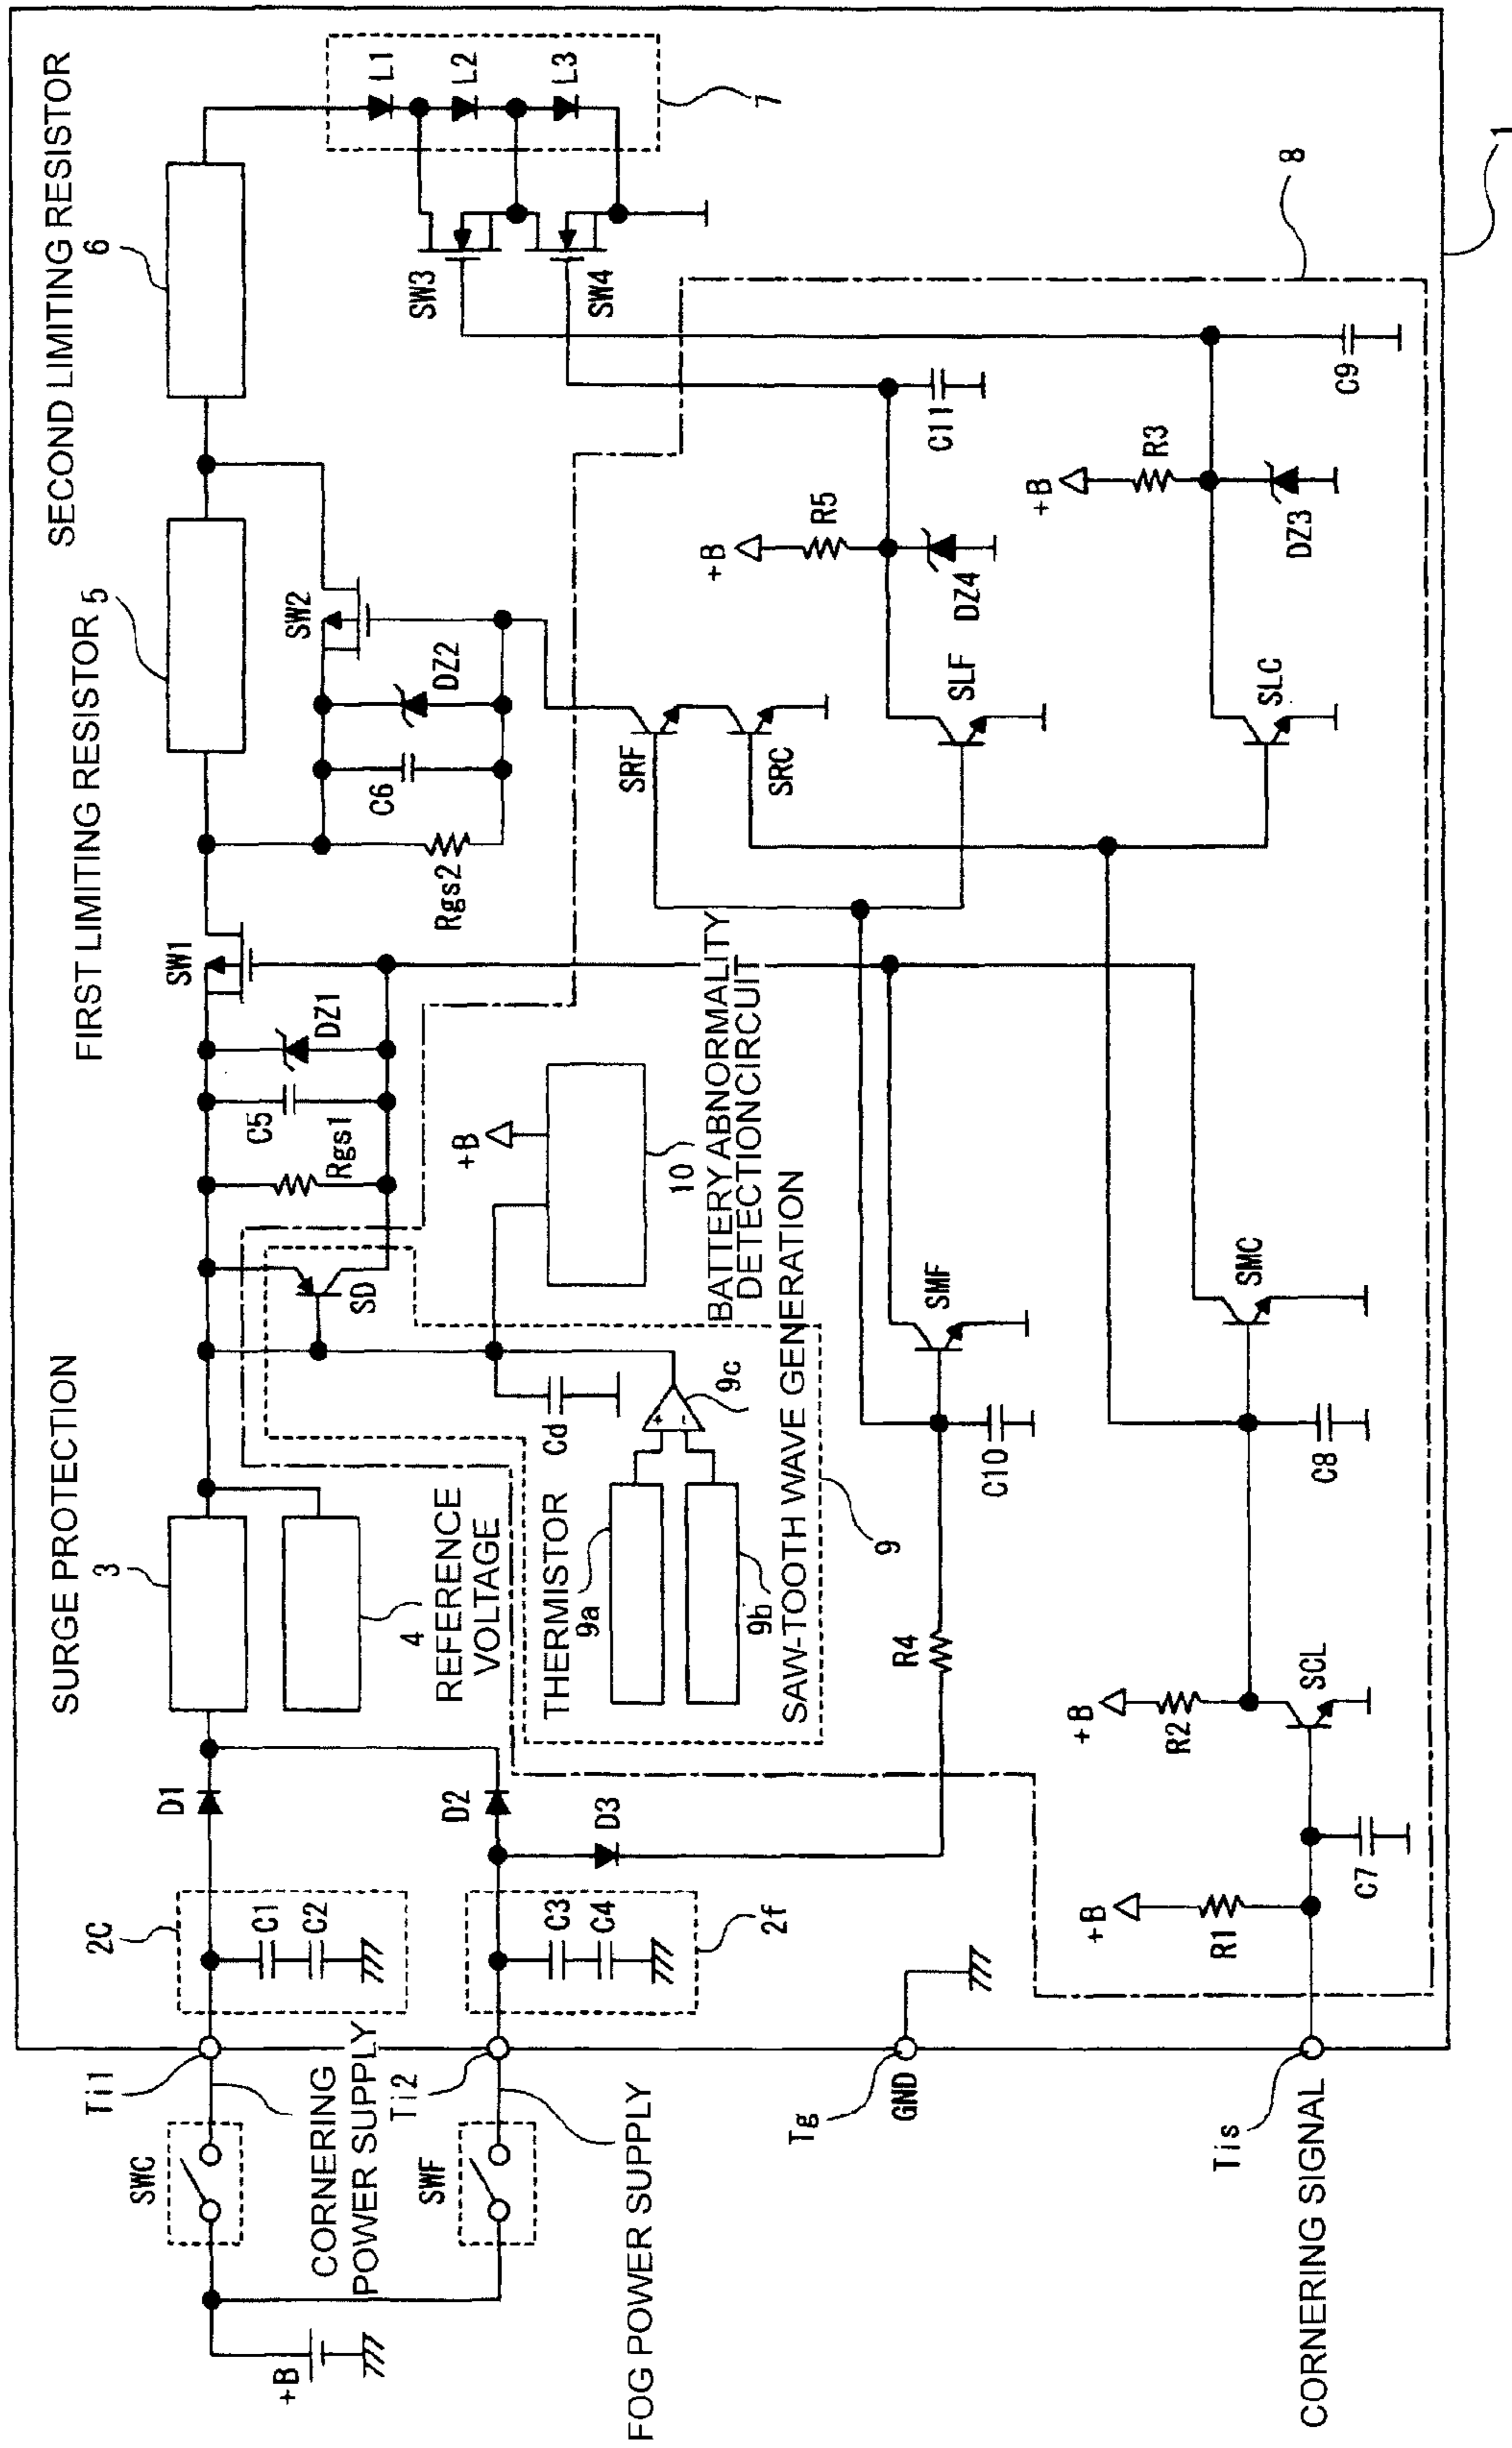 SURGE PROTECTION
FIRST LIMITING RESISTOR
SECOND LIMITING RESISTOR
3
5
6
SWC
Ti1
2C
D1
C1
C2
CORNERING
POWER SUPPLY
+B
4
REFERENCE
VOLTAGE
SD
Rgs1
C5
DZ1
SW1
Rgs2
C6
DZ2
SW2
L1
L2
L3
7
SW3
SW4
SWF
Ti2
FOG POWER SUPPLY
D2
D3
C3
C4
2f
THERMISTOR
9a
9b
9c
+
-
Cd
SAW-TOOTH WAVE GENERATION
9
+B
10
BATTERY ABNORMALITY
DETECTION CIRCUIT
SRF
SRC
+B
R5
DZ4
C11
SLF
Tg
GND
R4
C10
SMF
+B
R3
DZ3
C9
SLC
8
1
Tis
CORNERING SIGNAL
+B
R1
C7
+B
R2
SCL
C8
SMC